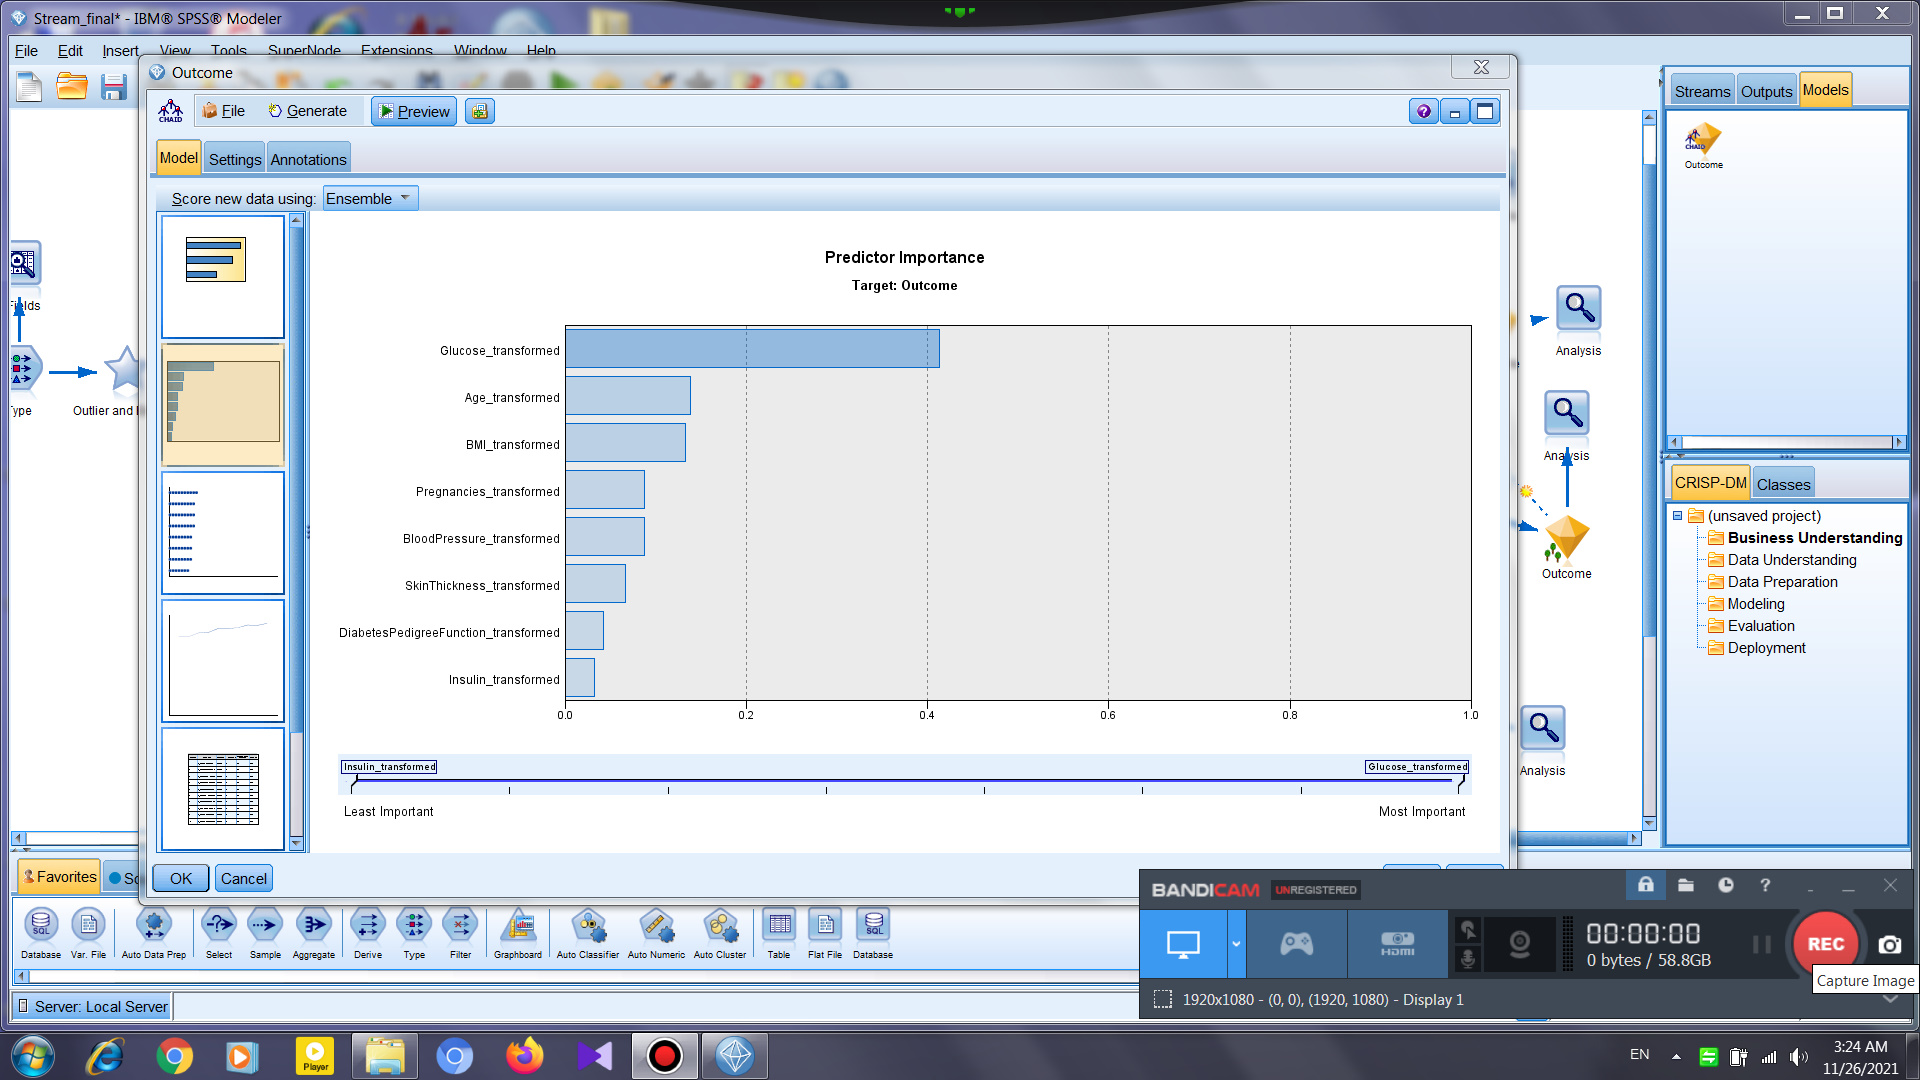 Stream_final* - IBM® SPSS® Modeler
File Edit Insert View Tools SuperNode Extensions Window Help
Outcome
CHAID File Generate Preview
Model Settings Annotations
Score new data using: Ensemble
Predictor Importance
Target: Outcome
Glucose_transformed
Age_transformed
BMI_transformed
Pregnancies_transformed
BloodPressure_transformed
SkinThickness_transformed
DiabetesPedigreeFunction_transformed
Insulin_transformed
0.0 0.2 0.4 0.6 0.8 1.0
Insulin_transformed Glucose_transformed
Least Important Most Important
OK Cancel
Type
Outlier and
Analysis
Analysis
Outcome
Analysis
Streams Outputs Models
CHAID
Outcome
CRISP-DM Classes
(unsaved project)
Business Understanding
Data Understanding
Data Preparation
Modeling
Evaluation
Deployment
Favorites
SQL SQL
Database Var. File Auto Data Prep Select Sample Aggregate Derive Type Filter Graphboard Auto Classifier Auto Numeric Auto Cluster Table Flat File Database
Server: Local Server
BANDICAM UNREGISTERED
?
HDMI
00:00:00
0 bytes / 58.8GB
REC
Capture Image
1920x1080 - (0, 0), (1920, 1080) - Display 1
Player
EN
3:24 AM
11/26/2021